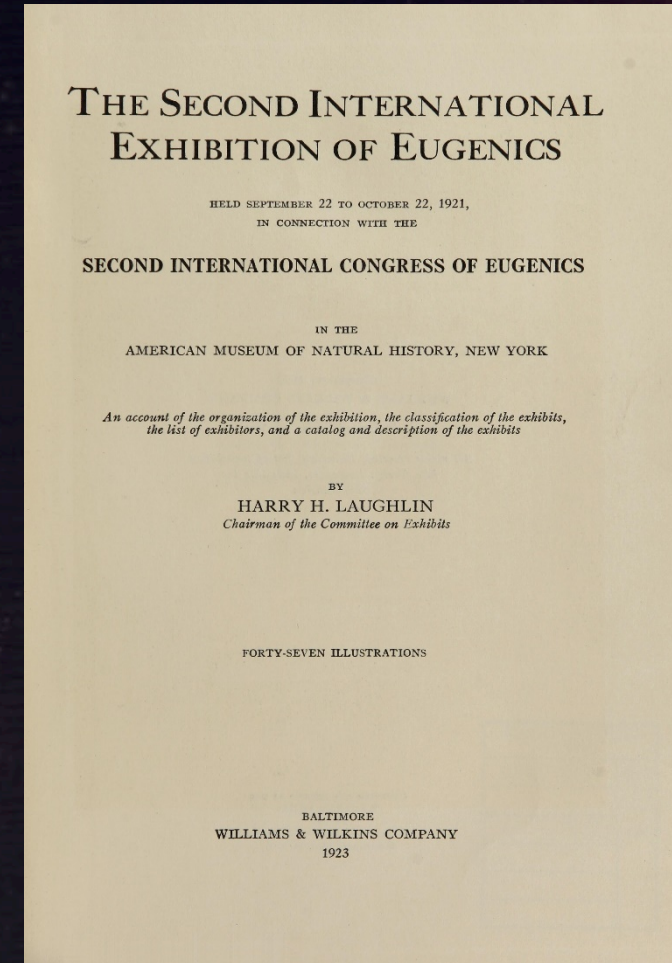 THE SECOND INTERNATIONAL
EXHIBITION OF EUGENICS
HELD SEPTEMBER 22 TO OCTOBER 22, 1921,
IN CONNECTION WITH THE
SECOND INTERNATIONAL CONGRESS OF EUGENICS
IN THE
AMERICAN MUSEUM OF NATURAL HISTORY, NEW YORK
An account of the organization of the exhibition, the classification of the exhibits,
the list of exhibitors, and a catalog and description of the exhibits
BY
HARRY H. LAUGHLIN
Chairman of the Committee on Exhibits
FORTY-SEVEN ILLUSTRATIONS
BALTIMORE
WILLIAMS & WILKINS COMPANY
1923